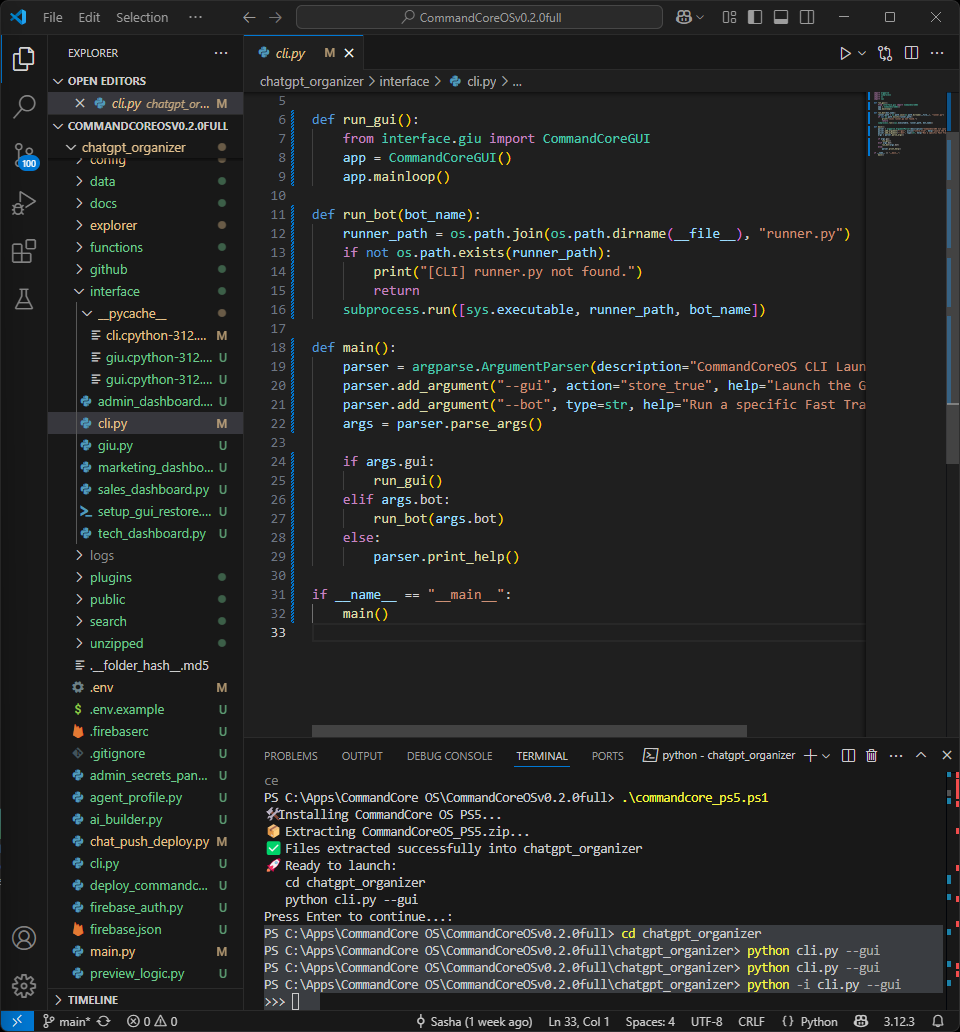 File Edit Selection ··· CommandCoreOSv0.2.0full
EXPLORER ···
OPEN EDITORS
cli.py chatgpt_or... M
COMMANDCOREOSV0.2.0FULL
chatgpt_organizer
config
data
docs
explorer
functions
github
interface
__pycache__
cli.cpython-312.... M
giu.cpython-312.... U
gui.cpython-312.... U
admin_dashboard.... U
cli.py M
giu.py U
marketing_dashbo... U
sales_dashboard.py U
setup_gui_restore.... U
tech_dashboard.py U
logs
plugins
public
search
unzipped
.__folder_hash__.md5
.env M
.env.example U
.firebaserc U
.gitignore U
admin_secrets_pan... U
agent_profile.py U
ai_builder.py U
chat_push_deploy.py M
cli.py U
deploy_commandc... U
firebase_auth.py U
firebase.json U
main.py M
preview_logic.py U
TIMELINE
100
cli.py M
chatgpt_organizer > interface > cli.py > ...
5
6 def run_gui():
7 from interface.giu import CommandCoreGUI
8 app = CommandCoreGUI()
9 app.mainloop()
10
11 def run_bot(bot_name):
12 runner_path = os.path.join(os.path.dirname(__file__), "runner.py")
13 if not os.path.exists(runner_path):
14 print("[CLI] runner.py not found.")
15 return
16 subprocess.run([sys.executable, runner_path, bot_name])
17
18 def main():
19 parser = argparse.ArgumentParser(description="CommandCoreOS CLI Laun
20 parser.add_argument("--gui", action="store_true", help="Launch the G
21 parser.add_argument("--bot", type=str, help="Run a specific Fast Tra
22 args = parser.parse_args()
23
24 if args.gui:
25 run_gui()
26 elif args.bot:
27 run_bot(args.bot)
28 else:
29 parser.print_help()
30
31 if __name__ == "__main__":
32 main()
33
PROBLEMS OUTPUT DEBUG CONSOLE TERMINAL PORTS python - chatgpt_organizer
ce
PS C:\Apps\CommandCore OS\CommandCoreOSv0.2.0full> .\commandcore_ps5.ps1
🛠Installing CommandCore OS PS5...
📦 Extracting CommandCoreOS_PS5.zip...
✅ Files extracted successfully into chatgpt_organizer
🚀 Ready to launch:
cd chatgpt_organizer
python cli.py --gui
Press Enter to continue...:
PS C:\Apps\CommandCore OS\CommandCoreOSv0.2.0full> cd chatgpt_organizer
PS C:\Apps\CommandCore OS\CommandCoreOSv0.2.0full\chatgpt_organizer> python cli.py --gui
PS C:\Apps\CommandCore OS\CommandCoreOSv0.2.0full\chatgpt_organizer> python cli.py --gui
PS C:\Apps\CommandCore OS\CommandCoreOSv0.2.0full\chatgpt_organizer> python -i cli.py --gui
>>>
main* 0 0 Sasha (1 week ago) Ln 33, Col 1 Spaces: 4 UTF-8 CRLF {} Python 3.12.3